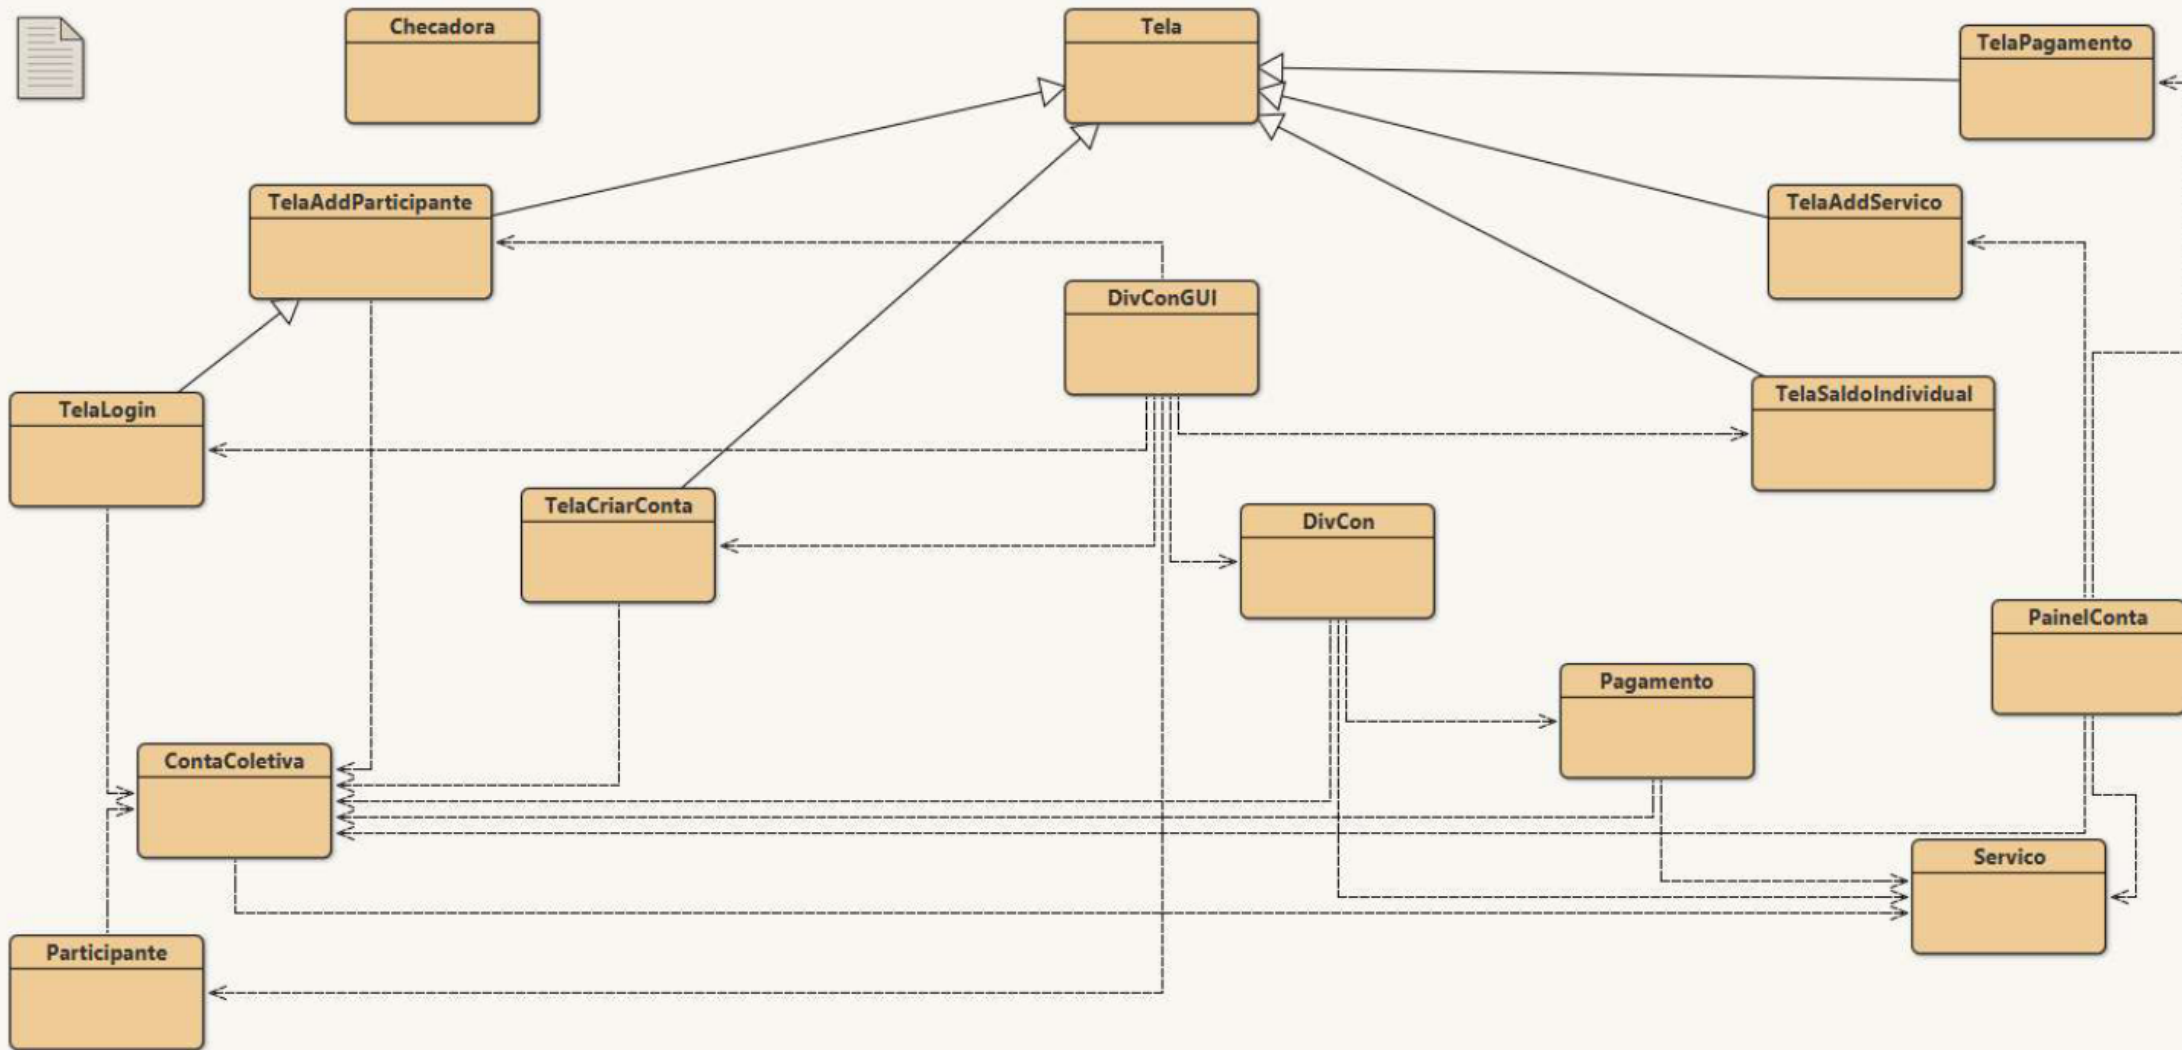 Checadora
Tela
TelaPagamento
TelaAddParticipante
TelaAddServico
DivConGUI
TelaLogin
TelaSaldoIndividual
TelaCriarConta
DivCon
PainelConta
Pagamento
ContaColetiva
Servico
Participante